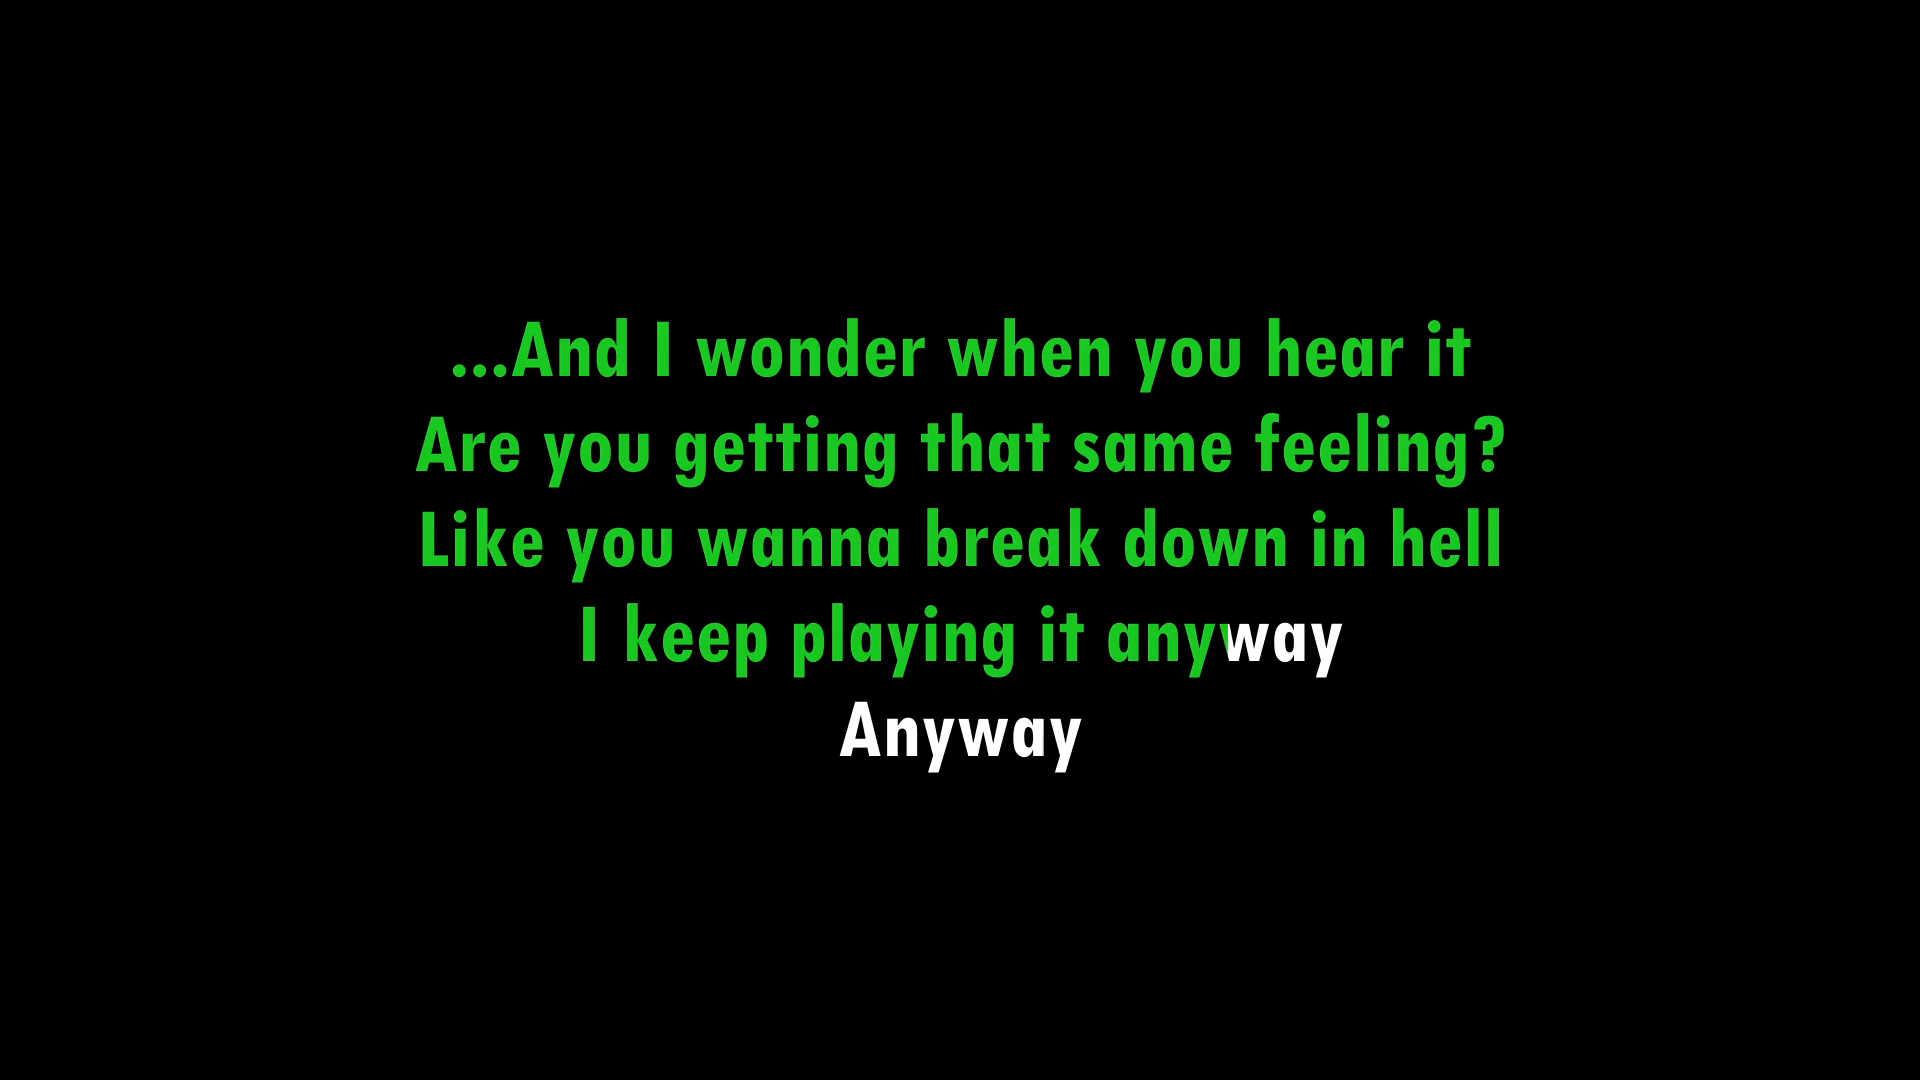 ...And I wonder when you hear it
Are you getting that same feeling?
Like you wanna break down in hell
I keep playing it anyway
Anyway